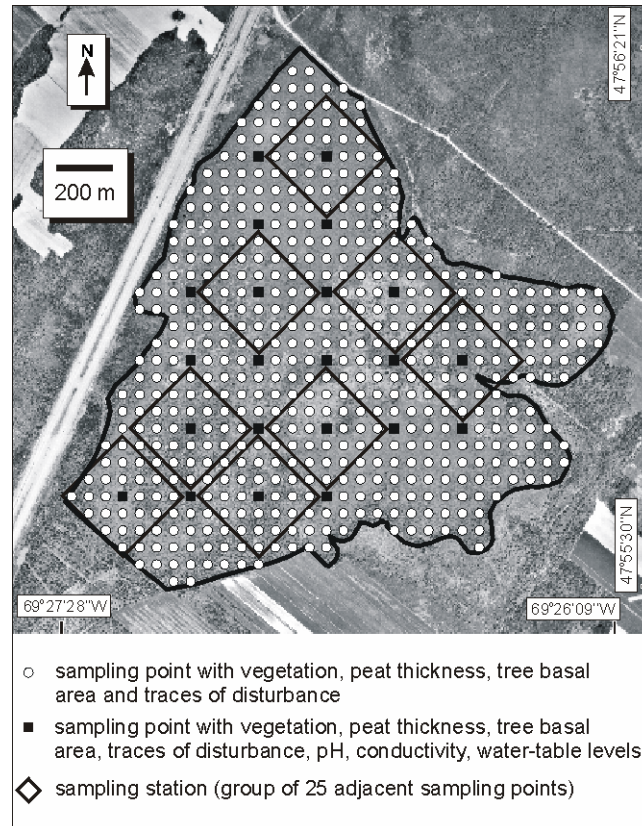 N
200 m
47°56'21"N
47°55'30"N
69°27'28"W
69°26'09"W
sampling point with vegetation, peat thickness, tree basal
area and traces of disturbance
sampling point with vegetation, peat thickness, tree basal
area, traces of disturbance, pH, conductivity, water-table levels
sampling station (group of 25 adjacent sampling points)